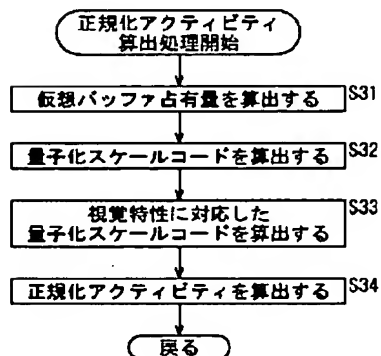 正規化アクティビティ
算出処理開始
仮想バッファ占有量を算出する S31
量子化スケールコードを算出する S32
視覚特性に対応した
量子化スケールコードを算出する S33
正規化アクティビティを算出する S34
戻る